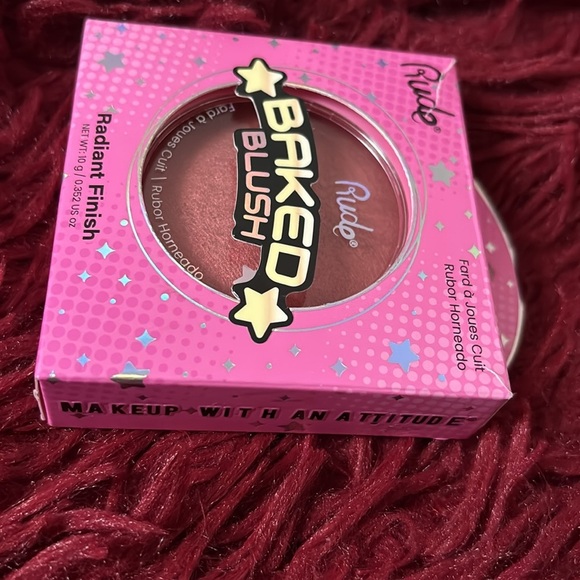 Rude®
BAKED
BLUSH
Rude®
Fard à Joues Cuit | Rubor Horneado
Fard à Joues Cuit
Rubor Horneado
Radiant Finish
NET WT: 10 g / 0.352 US oz
MAKEUP WITH AN ATTITUDE®